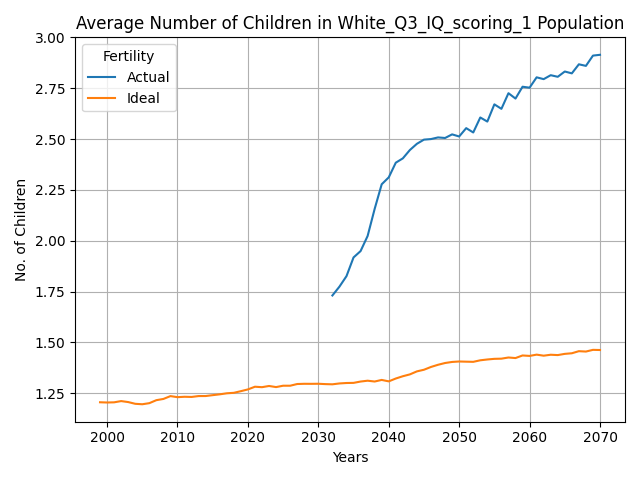 Average Number of Children in White_Q3_IQ_scoring_1 Population
Fertility
Actual
Ideal
No. of Children
3.00
2.75
2.50
2.25
2.00
1.75
1.50
1.25
2000 2010 2020 2030 2040 2050 2060 2070
Years